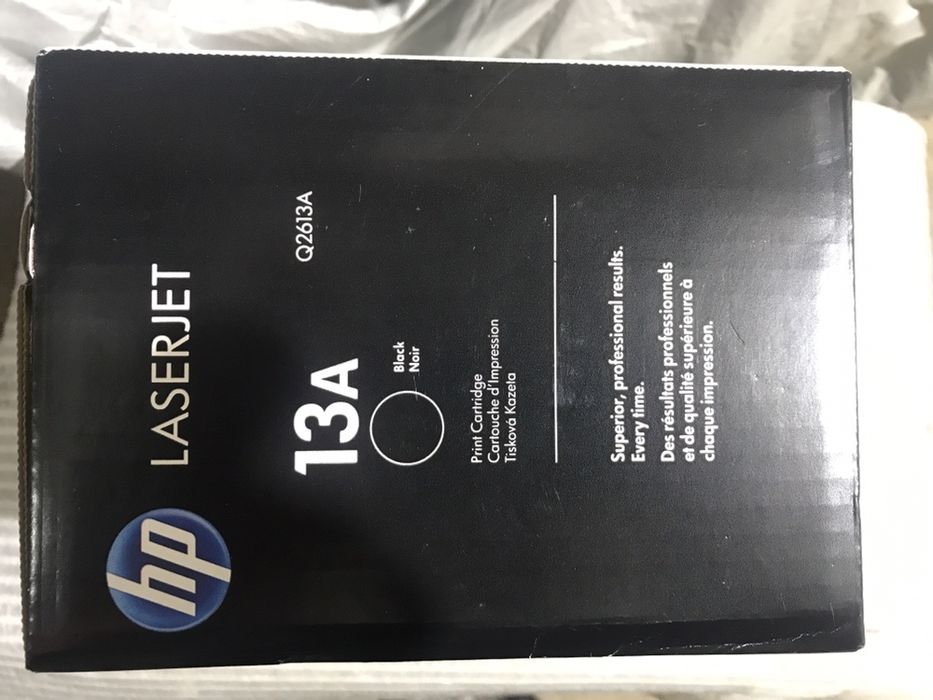 hp LASERJET
13A Q2613A
Black
Noir
Print Cartridge
Cartouche d'Impression
Tisková Kazeta
Superior, professional results.
Every time.
Des résultats professionnels
et de qualité supérieure à
chaque impression.